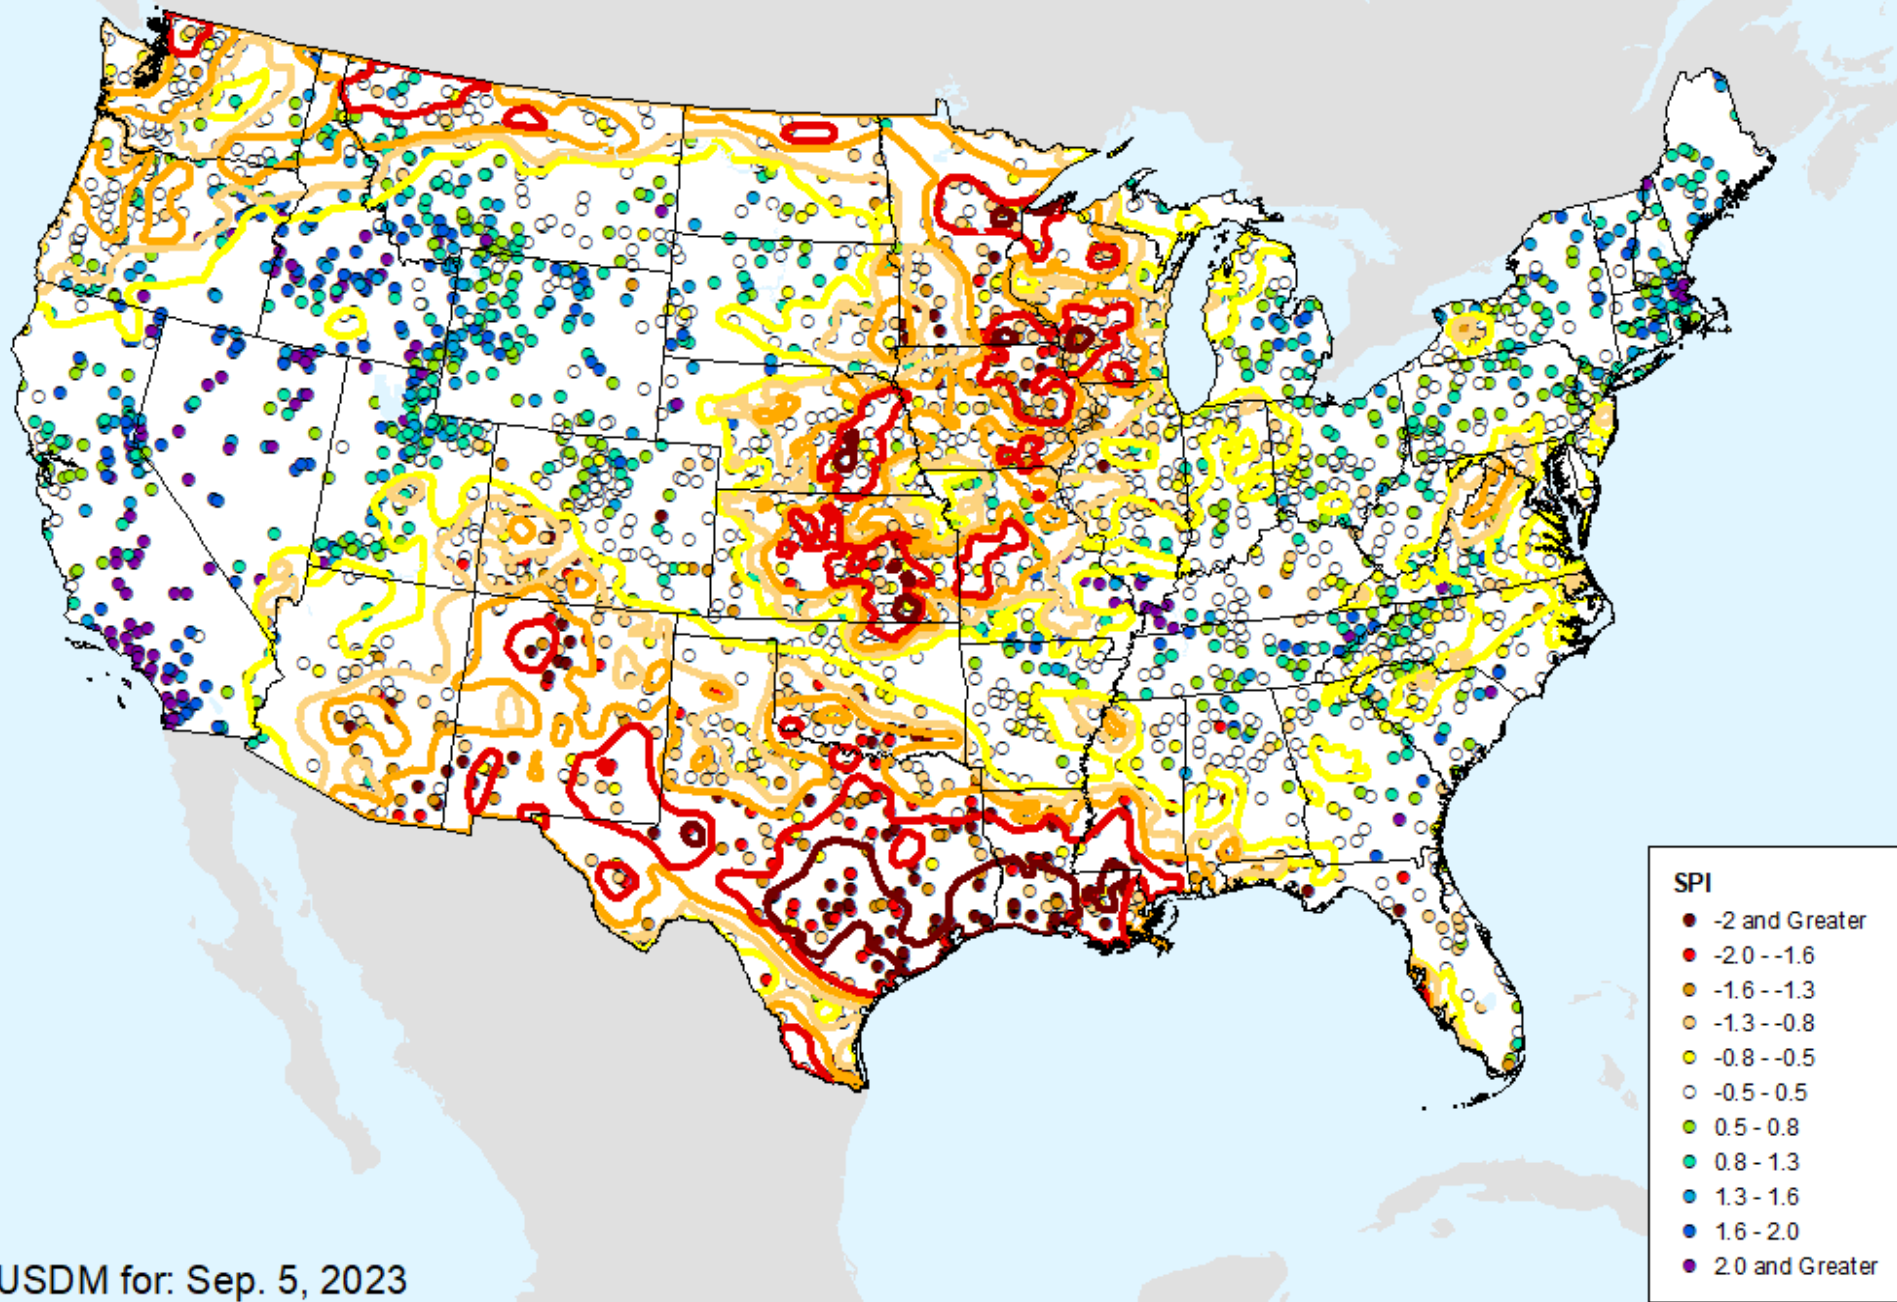 SPI
-2 and Greater
-2.0 - -1.6
-1.6 - -1.3
-1.3 - -0.8
-0.8 - -0.5
-0.5 - 0.5
0.5 - 0.8
0.8 - 1.3
1.3 - 1.6
1.6 - 2.0
2.0 and Greater
USDM for: Sep. 5, 2023